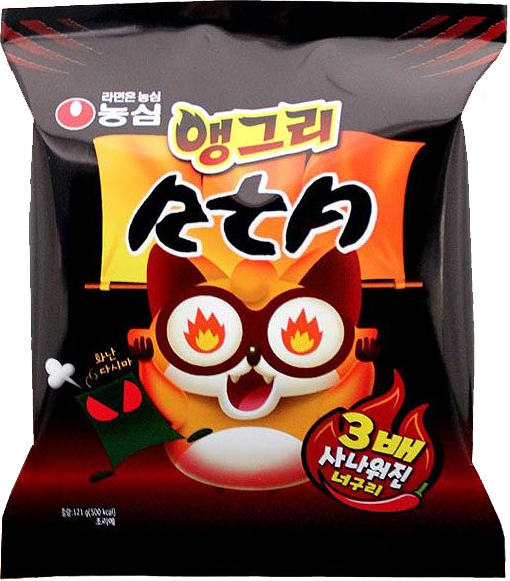 라면은 농심
농심
앵그리
RtA
화난
다시마
3배
사나워진
너구리
중량:121 g(500 kcal)
조리예